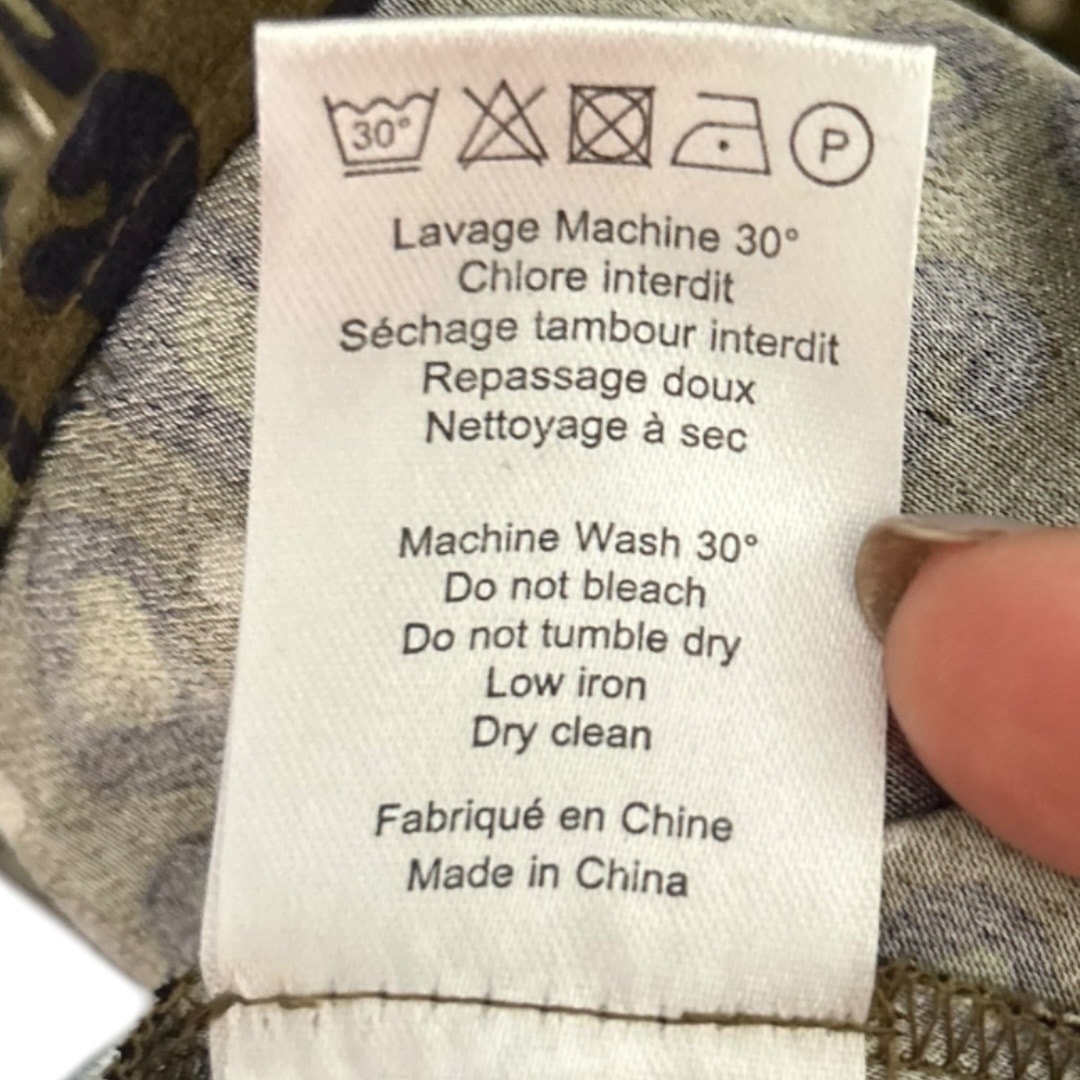 30°
P
Lavage Machine 30°
Chlore interdit
Séchage tambour interdit
Repassage doux
Nettoyage à sec
Machine Wash 30°
Do not bleach
Do not tumble dry
Low iron
Dry clean
Fabriqué en Chine
Made in China